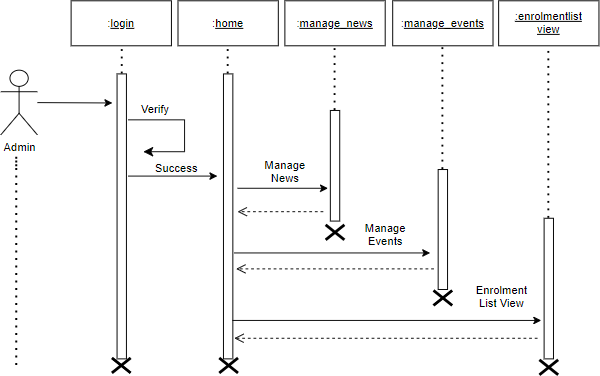 :login
:home
:manage_news
:manage_events
:enrolmentlist
view
Admin
Verify
Success
Manage
News
Manage
Events
Enrolment
List View